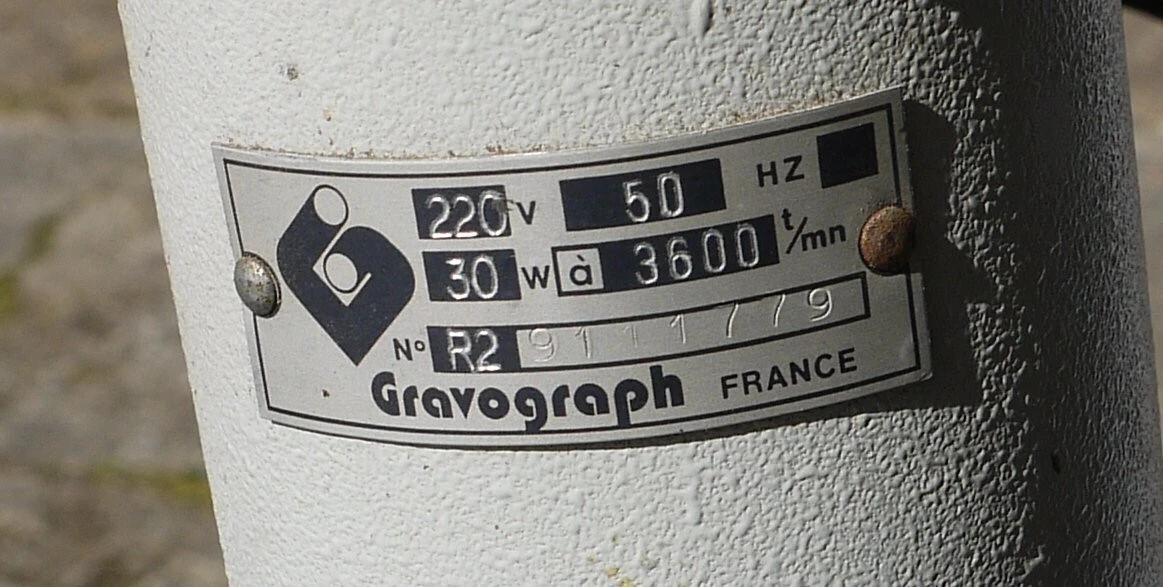 220 V 50 HZ
30 W à 3600 t/mn
N° R2 9111779
Gravograph FRANCE